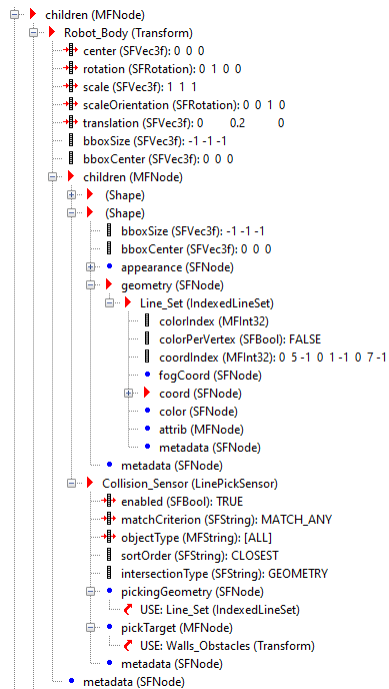 children (MFNode)
Robot_Body (Transform)
center (SFVec3f): 0 0 0
rotation (SFRotation): 0 1 0 0
scale (SFVec3f): 1 1 1
scaleOrientation (SFRotation): 0 0 1 0
translation (SFVec3f): 0 0.2 0
bboxSize (SFVec3f): -1 -1 -1
bboxCenter (SFVec3f): 0 0 0
children (MFNode)
(Shape)
(Shape)
bboxSize (SFVec3f): -1 -1 -1
bboxCenter (SFVec3f): 0 0 0
appearance (SFNode)
geometry (SFNode)
Line_Set (IndexedLineSet)
colorIndex (MFInt32)
colorPerVertex (SFBool): FALSE
coordIndex (MFInt32): 0 5 -1 0 1 -1 0 7 -1
fogCoord (SFNode)
coord (SFNode)
color (SFNode)
attrib (MFNode)
metadata (SFNode)
metadata (SFNode)
Collision_Sensor (LinePickSensor)
enabled (SFBool): TRUE
matchCriterion (SFString): MATCH_ANY
objectType (MFString): [ALL]
sortOrder (SFString): CLOSEST
intersectionType (SFString): GEOMETRY
pickingGeometry (SFNode)
USE: Line_Set (IndexedLineSet)
pickTarget (MFNode)
USE: Walls_Obstacles (Transform)
metadata (SFNode)
metadata (SFNode)